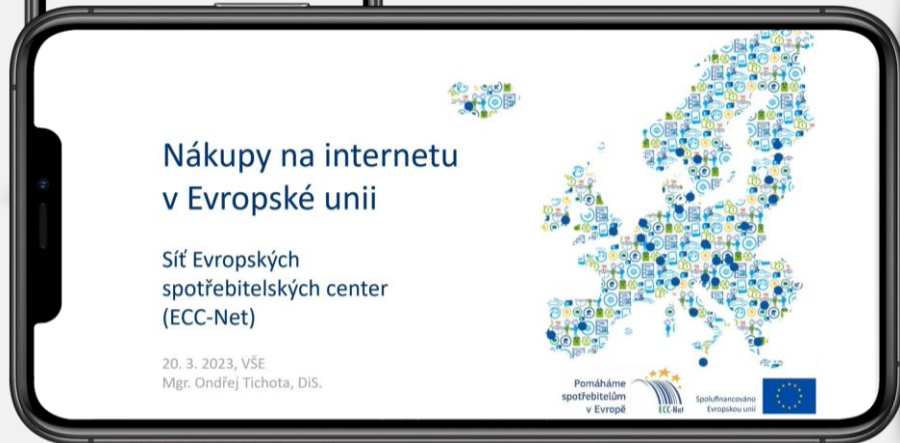 Nákupy na internetu
v Evropské unii
Síť Evropských
spotřebitelských center
(ECC-Net)
20. 3. 2023, VŠE
Mgr. Ondřej Tichota, DiS.
Pomáháme
spotřebitelům
v Evropě
ECC-Net
Spolufinancováno
Evropskou unií